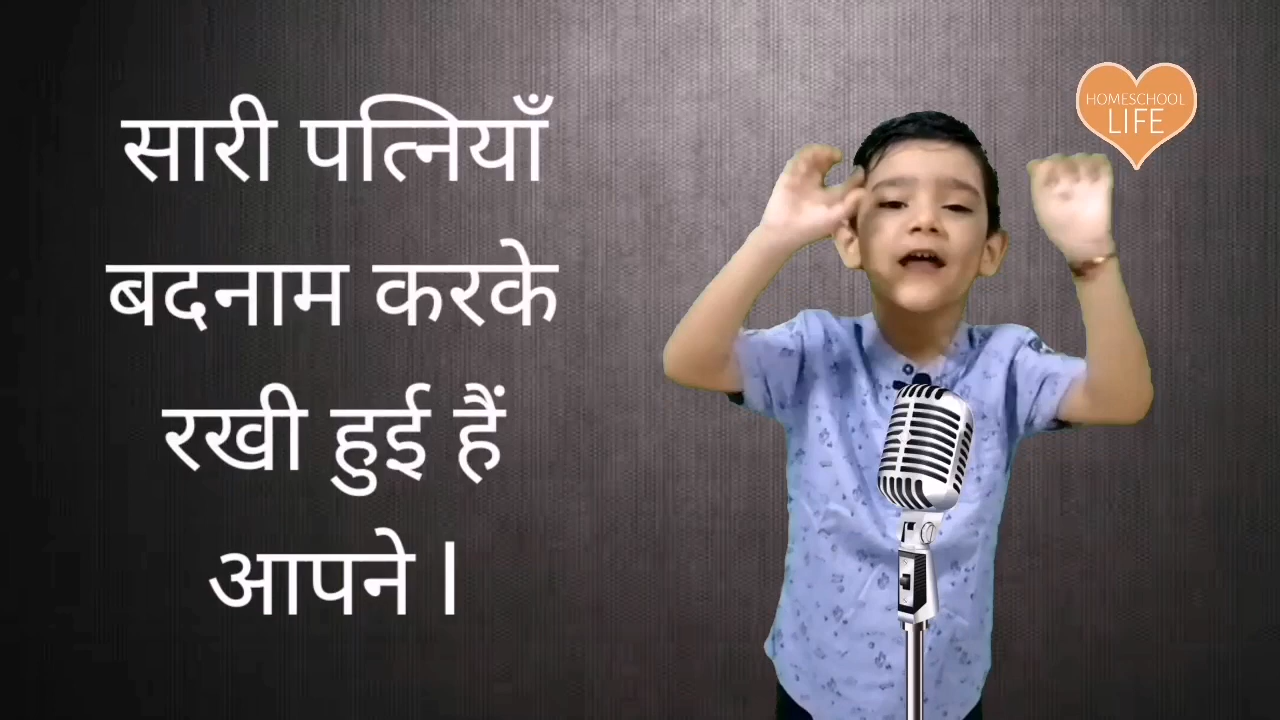 सारी पत्नियाँ
बदनाम करके
रखी हुई हैं
आपने l
HOMESCHOOL
LIFE